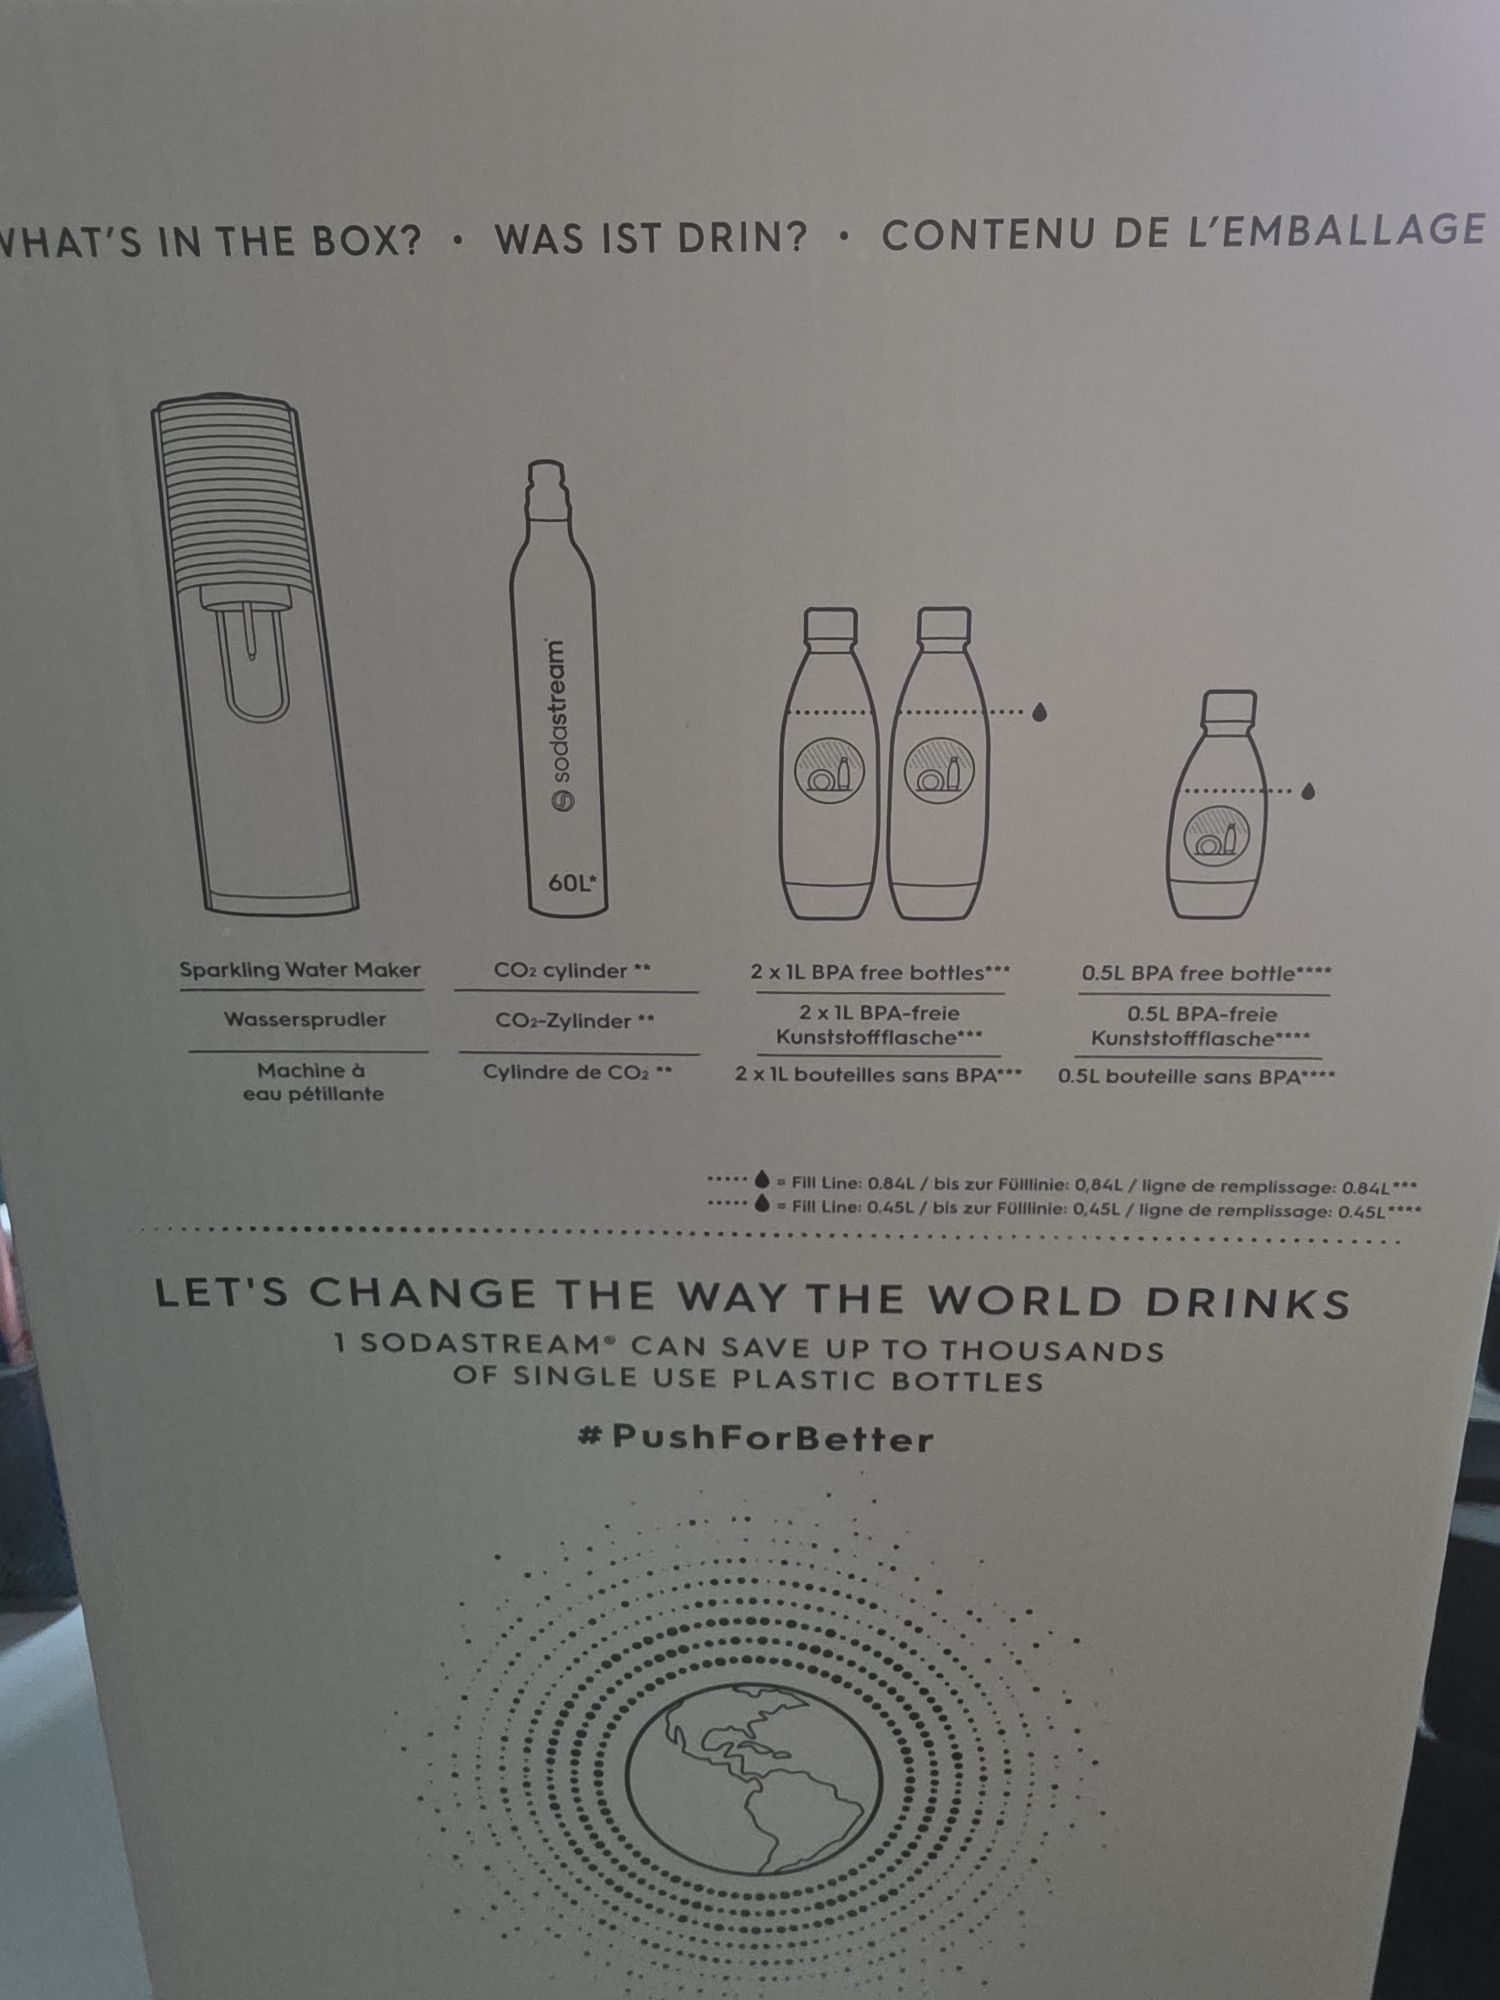 WHAT'S IN THE BOX? • WAS IST DRIN? • CONTENU DE L'EMBALLAGE
sodastream
60L*
Sparkling Water Maker
Wassersprudler
Machine à
eau pétillante
CO₂ cylinder **
CO₂-Zylinder **
Cylindre de CO₂ **
2 x 1L BPA free bottles***
2 x 1L BPA-freie
Kunststoffflasche***
2 x 1L bouteilles sans BPA***
0.5L BPA free bottle****
0.5L BPA-freie
Kunststoffflasche****
0.5L bouteille sans BPA****
= Fill Line: 0.84L / bis zur Fülllinie: 0,84L / ligne de remplissage: 0.84L***
= Fill Line: 0.45L / bis zur Fülllinie: 0,45L / ligne de remplissage: 0.45L****
LET'S CHANGE THE WAY THE WORLD DRINKS
1 SODASTREAM® CAN SAVE UP TO THOUSANDS
OF SINGLE USE PLASTIC BOTTLES
#PushForBetter